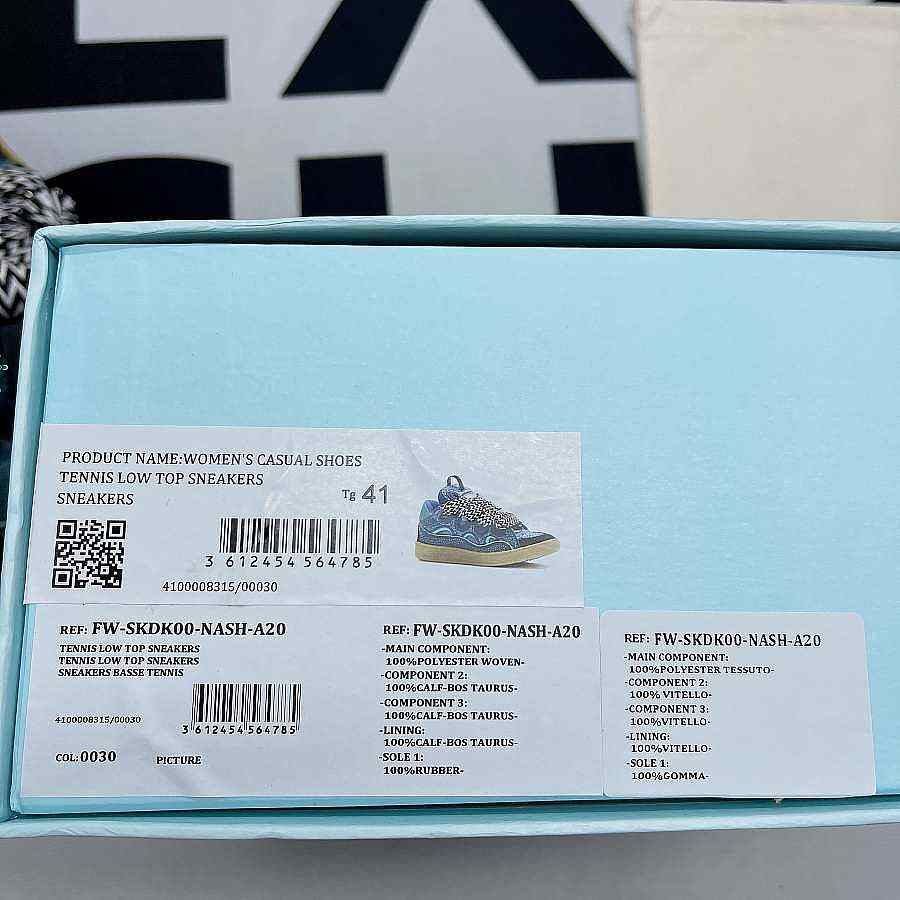 PRODUCT NAME:WOMEN'S CASUAL SHOES
TENNIS LOW TOP SNEAKERS
SNEAKERS
Tg 41
3 612454 564785
4100008315/00030
REF: FW-SKDK00-NASH-A20
TENNIS LOW TOP SNEAKERS
TENNIS LOW TOP SNEAKERS
SNEAKERS BASSE TENNIS
4100008315/00030
3 612454 564785
COL:0030 PICTURE
REF: FW-SKDK00-NASH-A20
-MAIN COMPONENT:
100%POLYESTER WOVEN-
-COMPONENT 2:
100%CALF-BOS TAURUS-
-COMPONENT 3:
100%CALF-BOS TAURUS-
-LINING:
100%CALF-BOS TAURUS-
-SOLE 1:
100%RUBBER-
REF: FW-SKDK00-NASH-A20
-MAIN COMPONENT:
100%POLYESTER TESSUTO-
-COMPONENT 2:
100% VITELLO-
-COMPONENT 3:
100%VITELLO-
-LINING:
100%VITELLO-
-SOLE 1:
100%GOMMA-